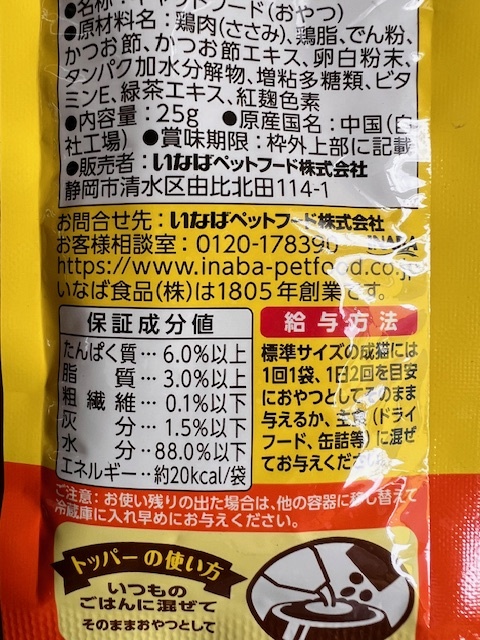 ●名称：キャットフード(おやつ)
●原材料名：鶏肉(ささみ)、鶏脂、でん粉、
かつお節、かつお節エキス、卵白粉末、
タンパク加水分解物、増粘多糖類、ビタ
ミンE、緑茶エキス、紅麹色素
●内容量：25g ●原産国名：中国(自
社工場) ●賞味期限：枠外上部に記載
●販売者：いなばペットフード株式会社
静岡市清水区由比北田114-1
お問合せ先：いなばペットフード株式会社
お客様相談室：0120-178390 INABA
https://www.inaba-petfood.co.jp
いなば食品(株)は1805年創業です。
保証成分値
たんぱく質…6.0%以上
脂質…3.0%以上
粗繊維…0.1%以下
灰分…1.5%以下
水分…88.0%以下
エネルギー…約20kcal/袋
給与方法
標準サイズの成猫には
1回1袋、1日2回を目安
におやつとしてこのまま
与えるか、主食(ドライ
フード、缶詰等)に混ぜ
てお与えください。
ご注意：お使い残りの出た場合は、他の容器に移し替えて
冷蔵庫に入れ早めにお与えください。
トッパーの使い方
いつもの
ごはんに混ぜて
そのままおやつとして